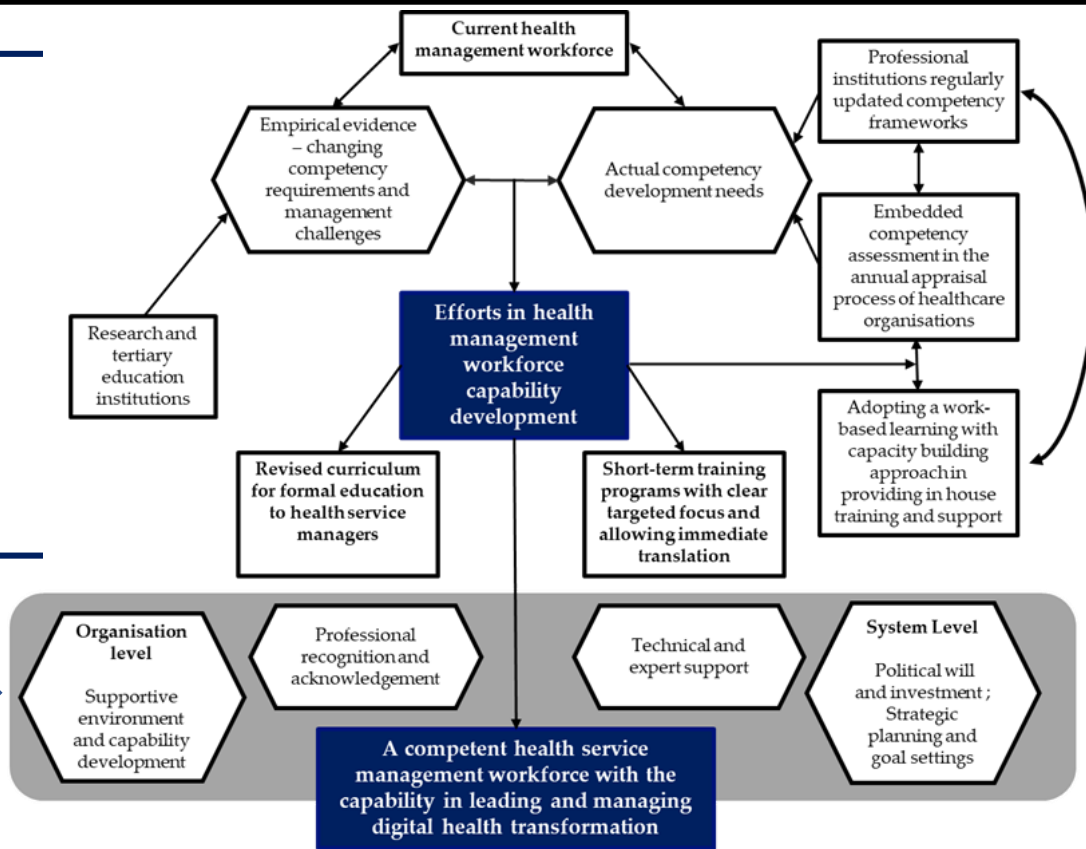 Current health
management workforce
Professional
institutions regularly
updated competency
frameworks
Empirical evidence
– changing
competency
requirements and
management
challenges
Actual competency
development needs
Embedded
competency
assessment in the
annual appraisal
process of healthcare
organisations
Research and
tertiary
education
institutions
Efforts in health
management
workforce
capability
development
Adopting a work-
based learning with
capacity building
approach in
providing in house
training and support
Revised curriculum
for formal education
to health service
managers
Short-term training
programs with clear
targeted focus and
allowing immediate
translation
Organisation
level
Supportive
environment
and capability
development
Professional
recognition and
acknowledgement
Technical and
expert support
System Level
Political will
and investment ;
Strategic
planning and
goal settings
A competent health service
management workforce with the
capability in leading and managing
digital health transformation